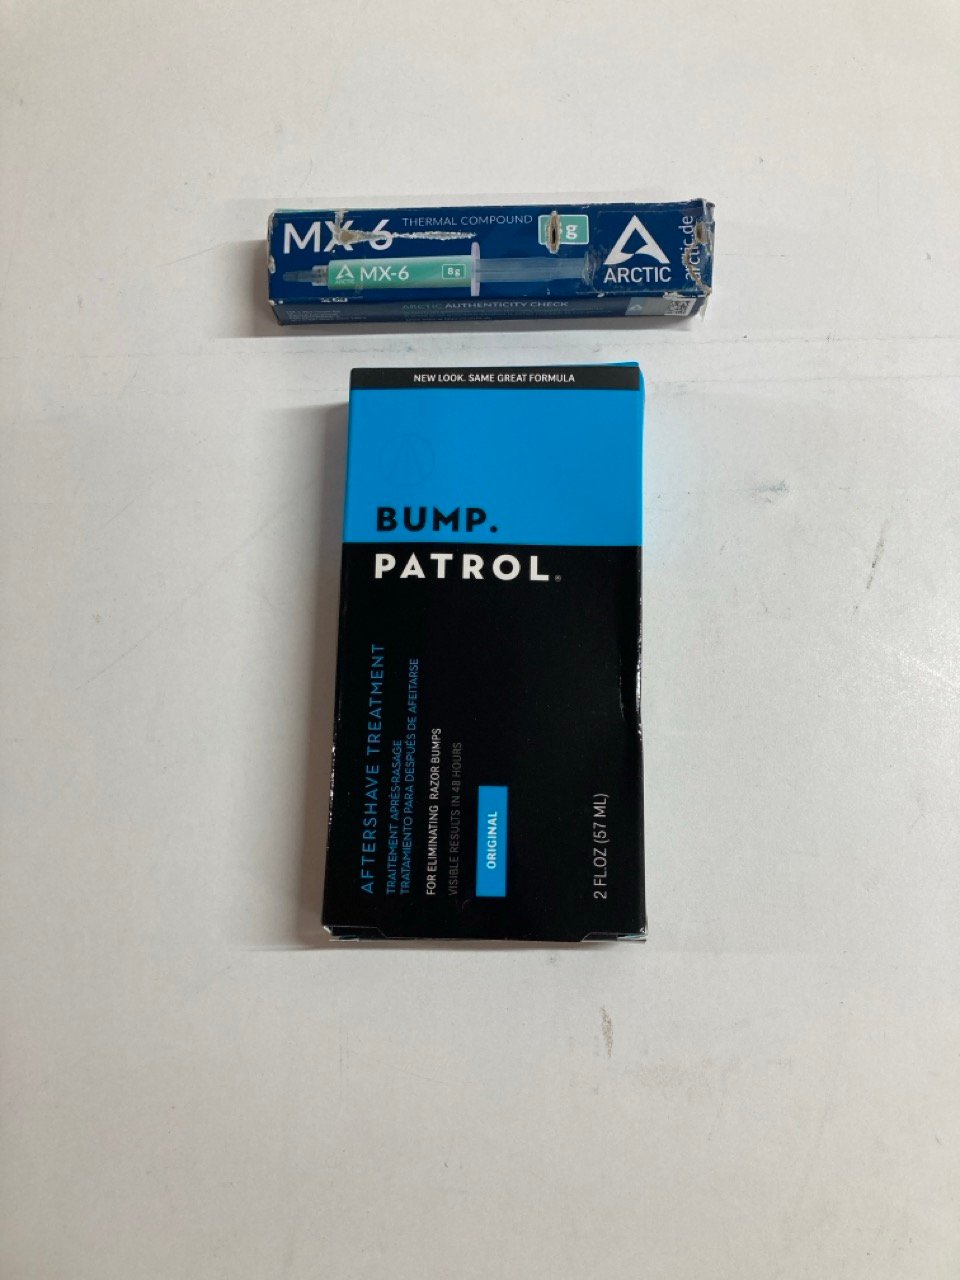 MX-6 THERMAL COMPOUND 8g
ARCTIC
arctic.de
ARCTIC MX-6 8g
ARCTIC AUTHENTICITY CHECK
NEW LOOK. SAME GREAT FORMULA
BUMP.
PATROL®
AFTERSHAVE TREATMENT
TRAITEMENT APRÈS-RASAGE
TRATAMIENTO PARA DESPUÉS DE AFEITARSE
FOR ELIMINATING RAZOR BUMPS
VISIBLE RESULTS IN 48 HOURS
ORIGINAL
2 FL.OZ (57 ML)